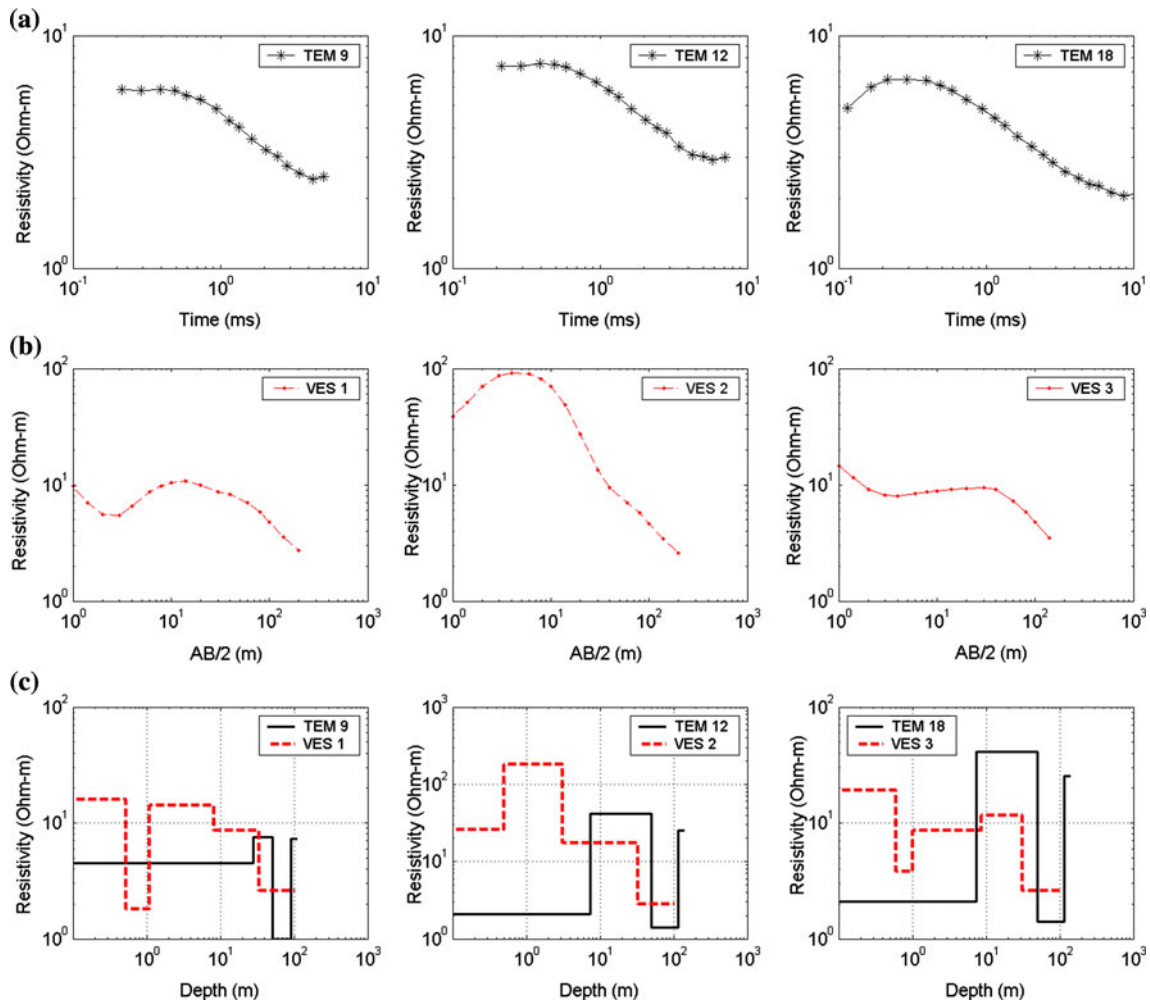 (a)
Resistivity (Ohm-m)
10^1
10^0
10^-1
10^0
10^1
Time (ms)
TEM 9
Resistivity (Ohm-m)
10^1
10^0
10^-1
10^0
10^1
Time (ms)
TEM 12
Resistivity (Ohm-m)
10^1
10^0
10^-1
10^0
10^1
Time (ms)
TEM 18
(b)
Resistivity (Ohm-m)
10^2
10^1
10^0
10^0
10^1
10^2
10^3
AB/2 (m)
VES 1
Resistivity (Ohm-m)
10^2
10^1
10^0
10^0
10^1
10^2
10^3
AB/2 (m)
VES 2
Resistivity (Ohm-m)
10^2
10^1
10^0
10^0
10^1
10^2
10^3
AB/2 (m)
VES 3
(c)
Resistivity (Ohm-m)
10^2
10^1
10^0
10^0
10^1
10^2
10^3
Depth (m)
TEM 9
VES 1
Resistivity (Ohm-m)
10^3
10^2
10^1
10^0
10^0
10^1
10^2
10^3
Depth (m)
TEM 12
VES 2
Resistivity (Ohm-m)
10^2
10^1
10^0
10^0
10^1
10^2
10^3
Depth (m)
TEM 18
VES 3